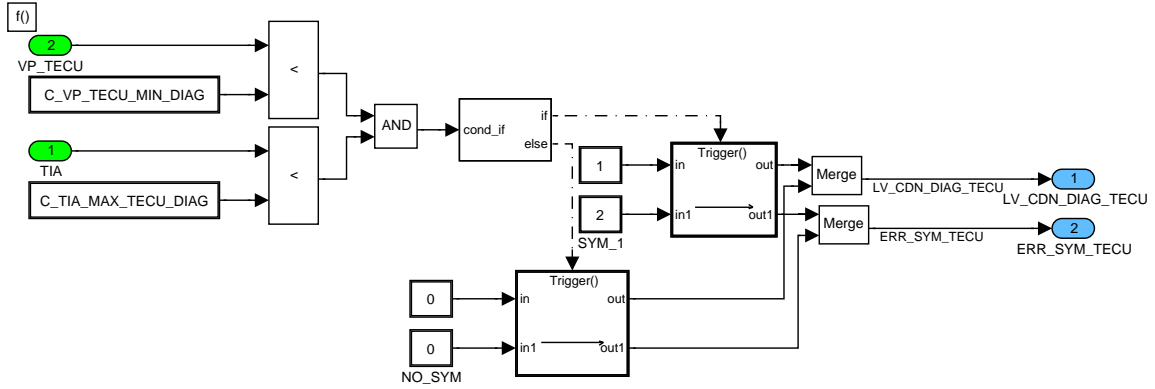 f()
2
VP_TECU
C_VP_TECU_MIN_DIAG
<
1
TIA
C_TIA_MAX_TECU_DIAG
<
AND
cond_if
if
else
1
2
SYM_1
Trigger()
in
out
in1
out1
Merge
Merge
LV_CDN_DIAG_TECU
1
LV_CDN_DIAG_TECU
ERR_SYM_TECU
2
ERR_SYM_TECU
0
0
NO_SYM
Trigger()
in
out
in1
out1